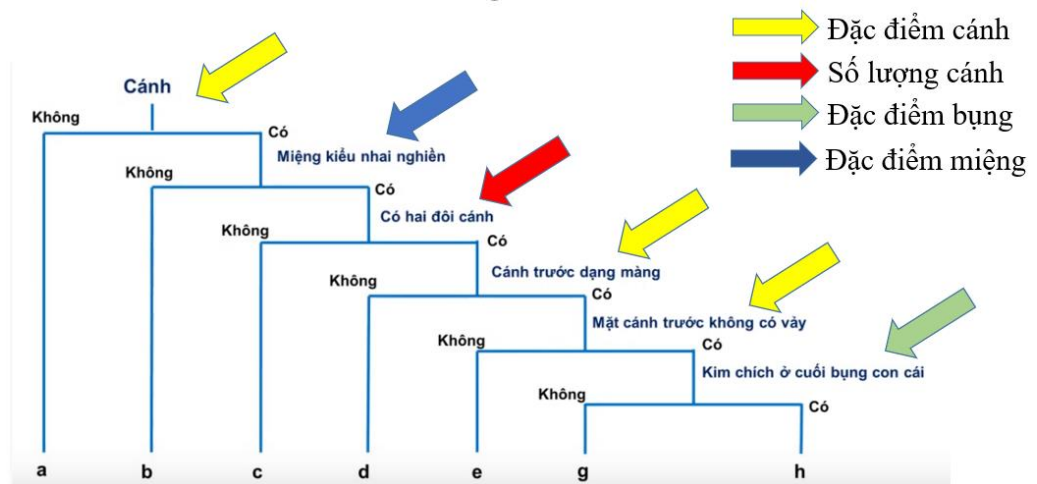 Đặc điểm cánh
Số lượng cánh
Đặc điểm bụng
Đặc điểm miệng
Cánh
Không
Có
Miệng kiểu nhai nghiền
Không
Có
Có hai đôi cánh
Không
Có
Cánh trước dạng màng
Không
Có
Mặt cánh trước không có vảy
Không
Có
Kim chích ở cuối bụng con cái
Không
Có
a b c d e g h